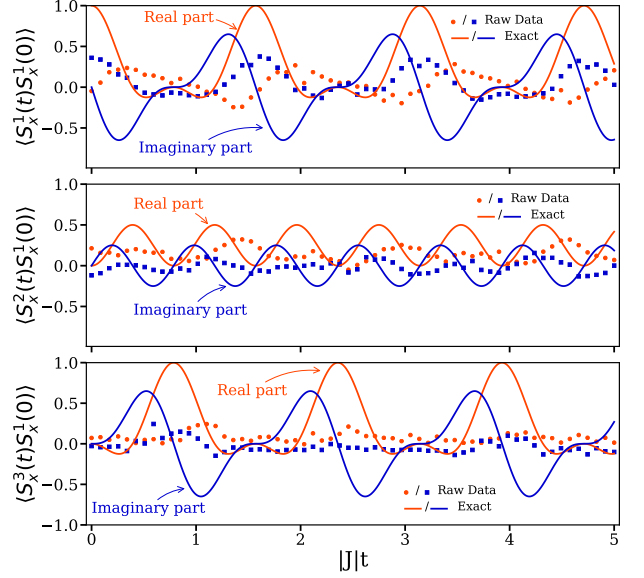 ⟨S_x^1(t)S_x^1(0)⟩
1.0
0.5
0.0
−0.5
Real part
Imaginary part
/ Raw Data
/ Exact
⟨S_x^2(t)S_x^1(0)⟩
1.0
0.5
0.0
−0.5
Real part
Imaginary part
/ Raw Data
/ Exact
⟨S_x^3(t)S_x^1(0)⟩
1.0
0.5
0.0
−0.5
−1.0
Real part
Imaginary part
/ Raw Data
/ Exact
0 1 2 3 4 5
|J|t